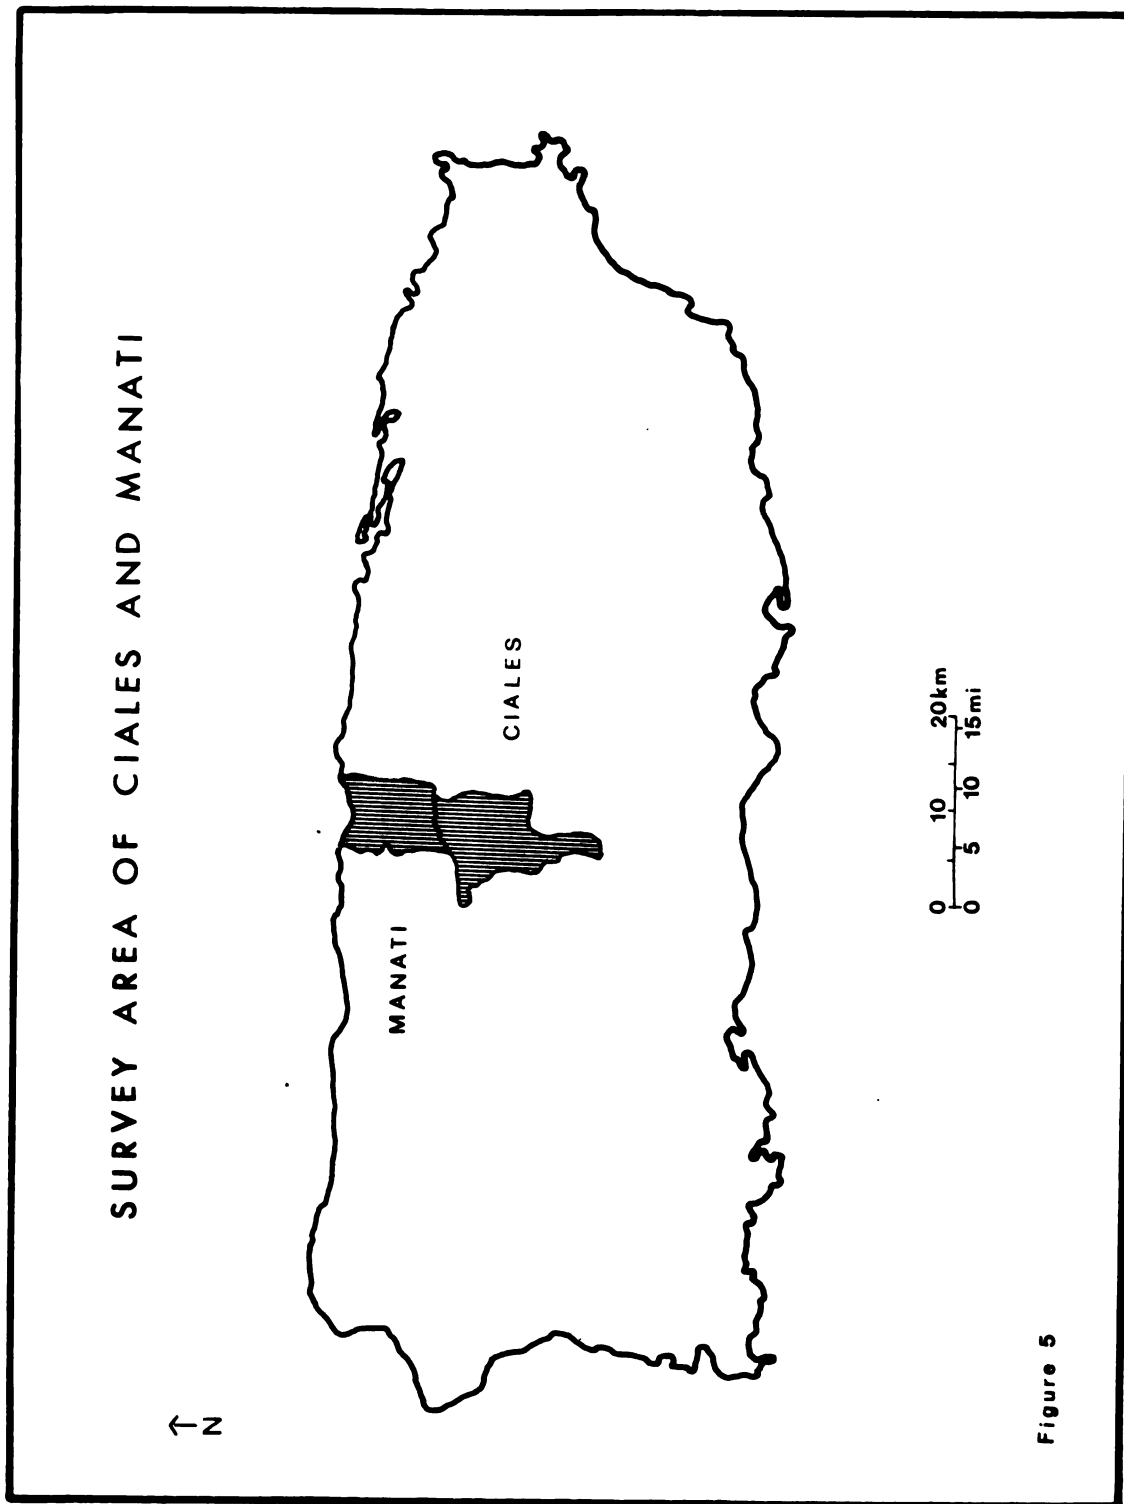 SURVEY AREA OF CIALES AND MANATI
N
MANATI
CIALES
0 10 20km
0 5 10 15mi
Figure 5